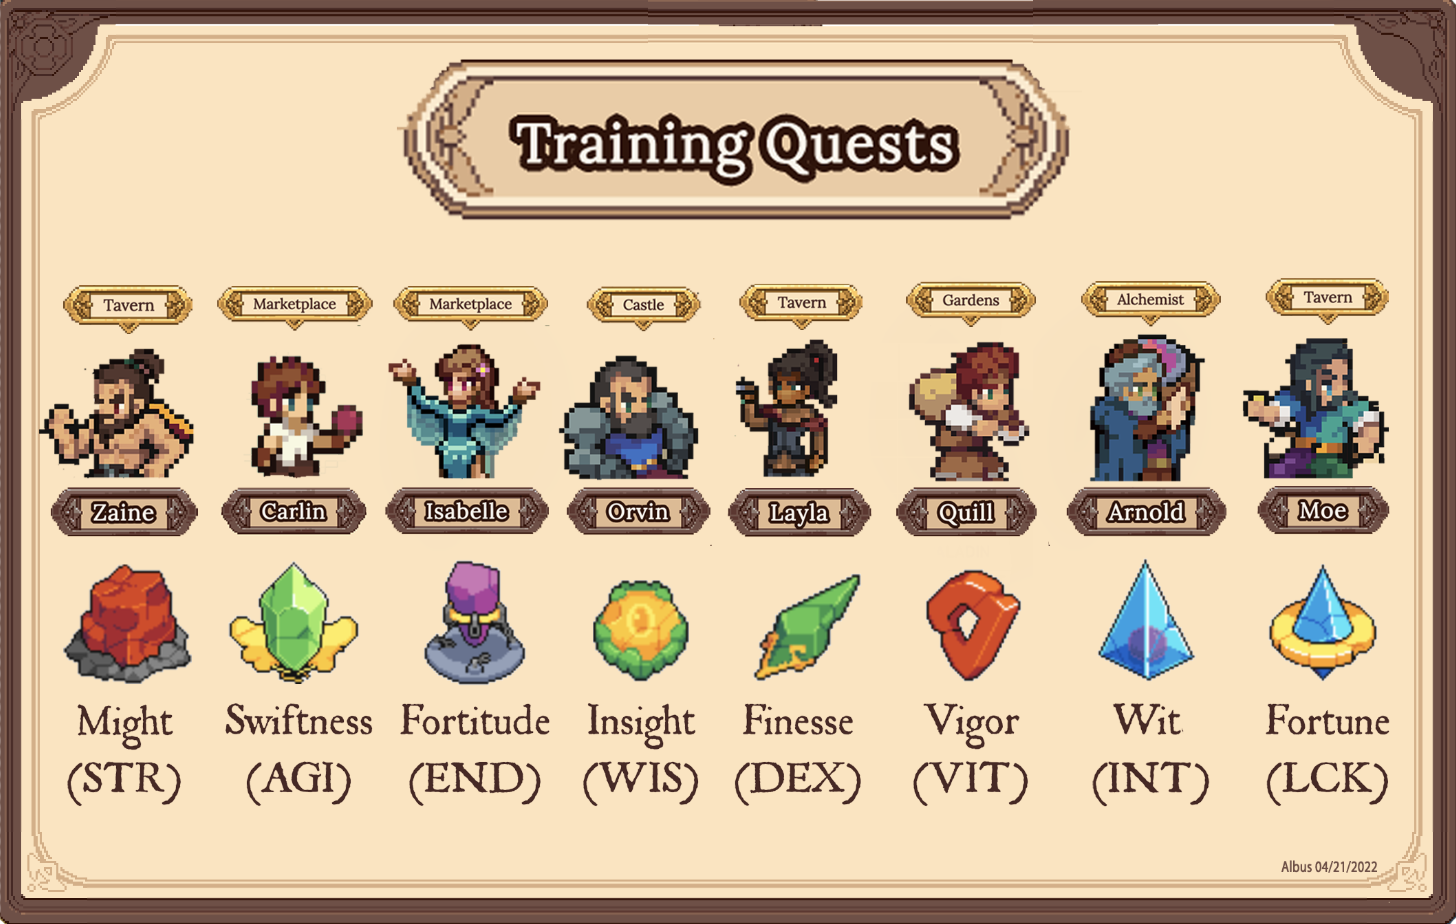 Training Quests
Tavern Marketplace Marketplace Castle Tavern Gardens Alchemist Tavern
Zaine Carlin Isabelle Orvin Layla Quill Arnold Moe
Might Swiftness Fortitude Insight Finesse Vigor Wit Fortune
(STR) (AGI) (END) (WIS) (DEX) (VIT) (INT) (LCK)
Albus 04/21/2022